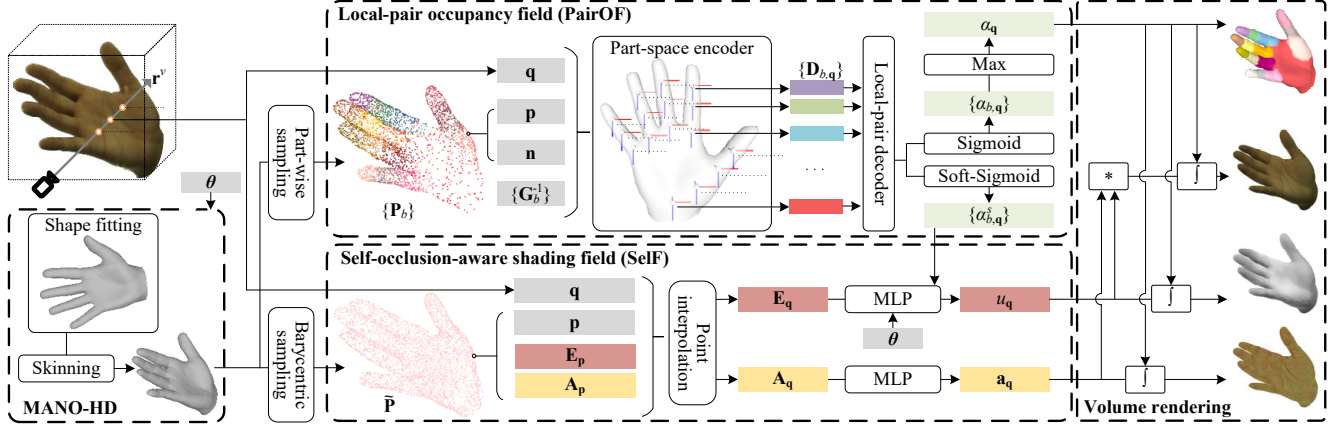 r^v
θ
Shape fitting
Skinning
MANO-HD
Part-wise
sampling
Barycentric
sampling
Local-pair occupancy field (PairOF)
{P_b}
q
p
n
{G_b^-1}
Part-space encoder
{D_b,q}
...
Local-pair decoder
α_q
Max
{α_b,q}
Sigmoid
Soft-Sigmoid
{α^s_b,q}
Self-occlusion-aware shading field (SelF)
P̃
q
p
E_p
A_p
Point
interpolation
E_q
MLP
u_q
θ
A_q
MLP
a_q
*
∫
∫
∫
Volume rendering